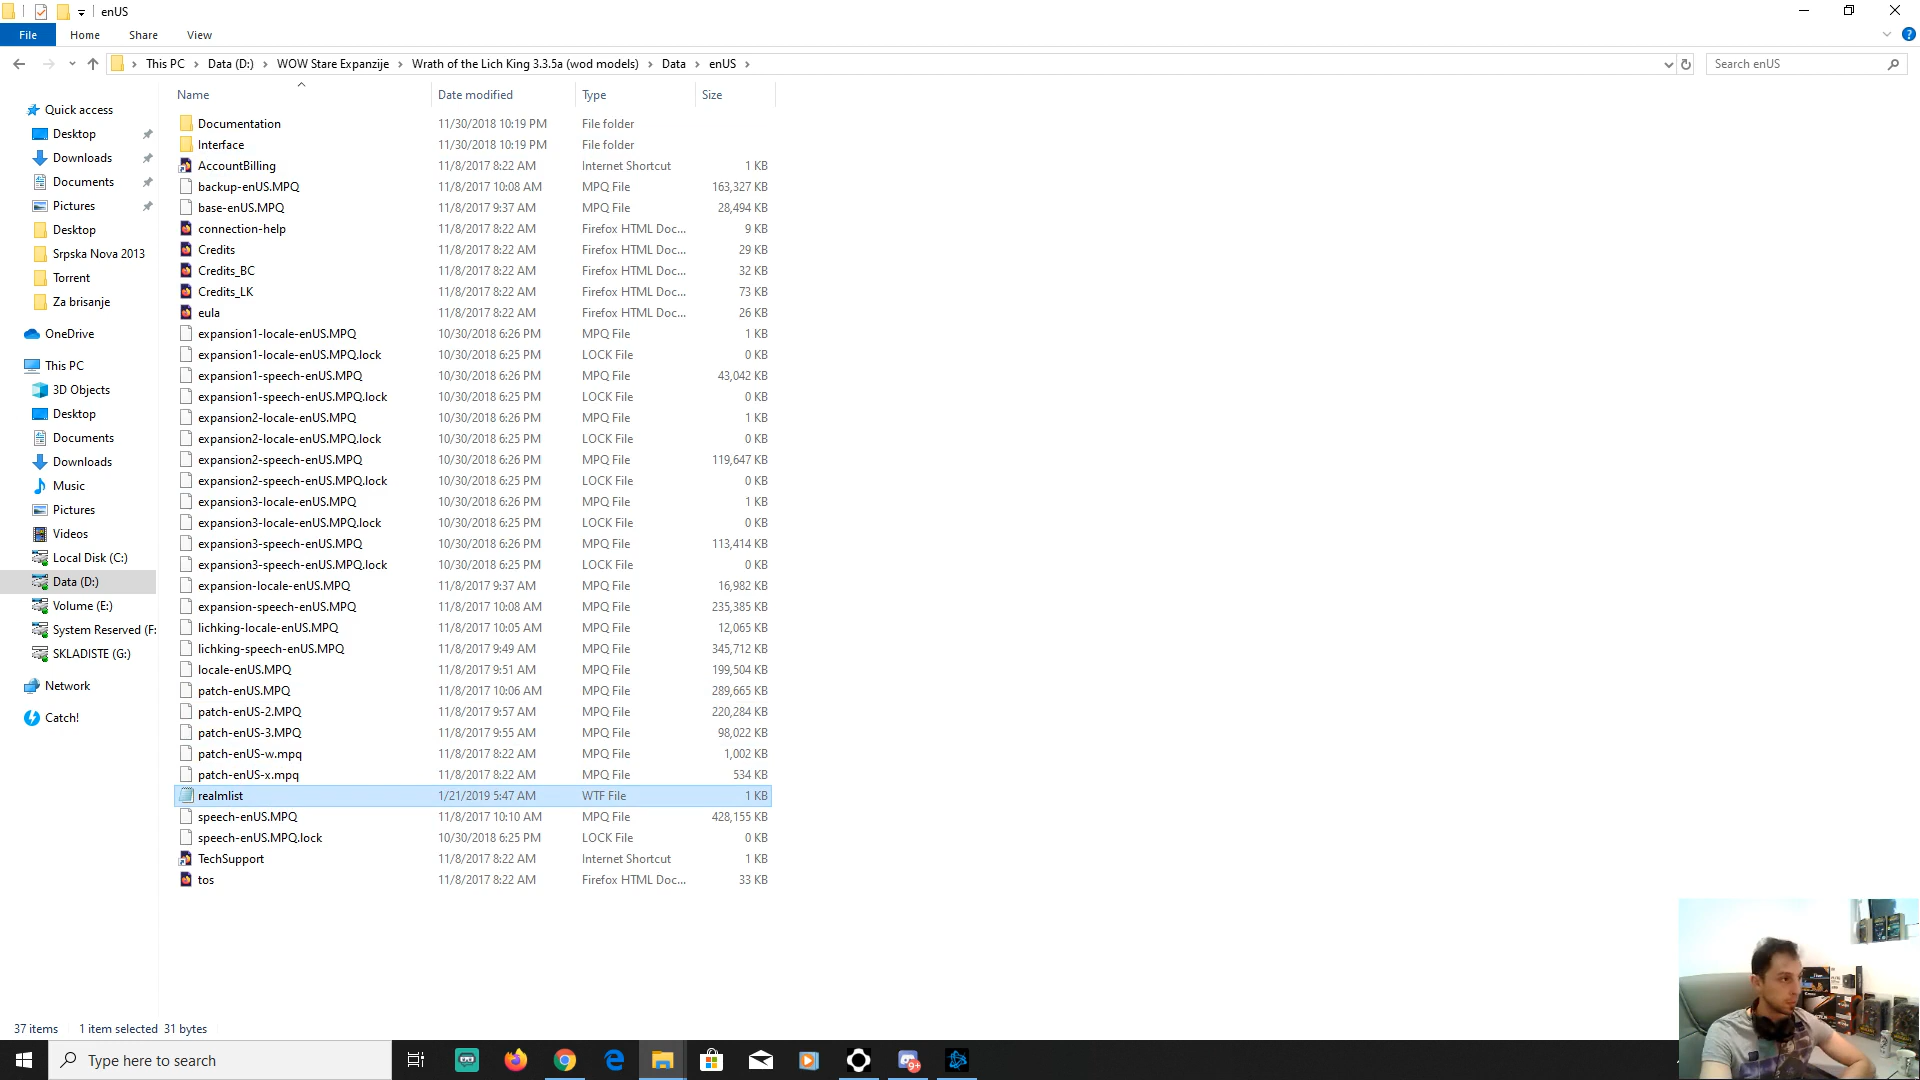 enUS
File Home Share View
This PC Data (D:) WOW Stare Expanzije Wrath of the Lich King 3.3.5a (wod models) Data enUS Search enUS
Name Date modified Type Size
Quick access
Desktop
Downloads
Documents
Pictures
Desktop
Srpska Nova 2013
Torrent
Za brisanje
OneDrive
This PC
3D Objects
Desktop
Documents
Downloads
Music
Pictures
Videos
Local Disk (C:)
Data (D:)
Volume (E:)
System Reserved (F:
SKLADISTE (G:)
Network
Catch!
Documentation 11/30/2018 10:19 PM File folder
Interface 11/30/2018 10:19 PM File folder
AccountBilling 11/8/2017 8:22 AM Internet Shortcut 1 KB
backup-enUS.MPQ 11/8/2017 10:08 AM MPQ File 163,327 KB
base-enUS.MPQ 11/8/2017 9:37 AM MPQ File 28,494 KB
connection-help 11/8/2017 8:22 AM Firefox HTML Doc... 9 KB
Credits 11/8/2017 8:22 AM Firefox HTML Doc... 29 KB
Credits_BC 11/8/2017 8:22 AM Firefox HTML Doc... 32 KB
Credits_LK 11/8/2017 8:22 AM Firefox HTML Doc... 73 KB
eula 11/8/2017 8:22 AM Firefox HTML Doc... 26 KB
expansion1-locale-enUS.MPQ 10/30/2018 6:26 PM MPQ File 1 KB
expansion1-locale-enUS.MPQ.lock 10/30/2018 6:25 PM LOCK File 0 KB
expansion1-speech-enUS.MPQ 10/30/2018 6:26 PM MPQ File 43,042 KB
expansion1-speech-enUS.MPQ.lock 10/30/2018 6:25 PM LOCK File 0 KB
expansion2-locale-enUS.MPQ 10/30/2018 6:26 PM MPQ File 1 KB
expansion2-locale-enUS.MPQ.lock 10/30/2018 6:25 PM LOCK File 0 KB
expansion2-speech-enUS.MPQ 10/30/2018 6:26 PM MPQ File 119,647 KB
expansion2-speech-enUS.MPQ.lock 10/30/2018 6:25 PM LOCK File 0 KB
expansion3-locale-enUS.MPQ 10/30/2018 6:26 PM MPQ File 1 KB
expansion3-locale-enUS.MPQ.lock 10/30/2018 6:25 PM LOCK File 0 KB
expansion3-speech-enUS.MPQ 10/30/2018 6:26 PM MPQ File 113,414 KB
expansion3-speech-enUS.MPQ.lock 10/30/2018 6:25 PM LOCK File 0 KB
expansion-locale-enUS.MPQ 11/8/2017 9:37 AM MPQ File 16,982 KB
expansion-speech-enUS.MPQ 11/8/2017 10:08 AM MPQ File 235,385 KB
lichking-locale-enUS.MPQ 11/8/2017 10:05 AM MPQ File 12,065 KB
lichking-speech-enUS.MPQ 11/8/2017 9:49 AM MPQ File 345,712 KB
locale-enUS.MPQ 11/8/2017 9:51 AM MPQ File 199,504 KB
patch-enUS.MPQ 11/8/2017 10:06 AM MPQ File 289,665 KB
patch-enUS-2.MPQ 11/8/2017 9:57 AM MPQ File 220,284 KB
patch-enUS-3.MPQ 11/8/2017 9:55 AM MPQ File 98,022 KB
patch-enUS-w.mpq 11/8/2017 8:22 AM MPQ File 1,002 KB
patch-enUS-x.mpq 11/8/2017 8:22 AM MPQ File 534 KB
realmlist 1/21/2019 5:47 AM WTF File 1 KB
speech-enUS.MPQ 11/8/2017 10:10 AM MPQ File 428,155 KB
speech-enUS.MPQ.lock 10/30/2018 6:25 PM LOCK File 0 KB
TechSupport 11/8/2017 8:22 AM Internet Shortcut 1 KB
tos 11/8/2017 8:22 AM Firefox HTML Doc... 33 KB
37 items 1 item selected 31 bytes
Type here to search
9+